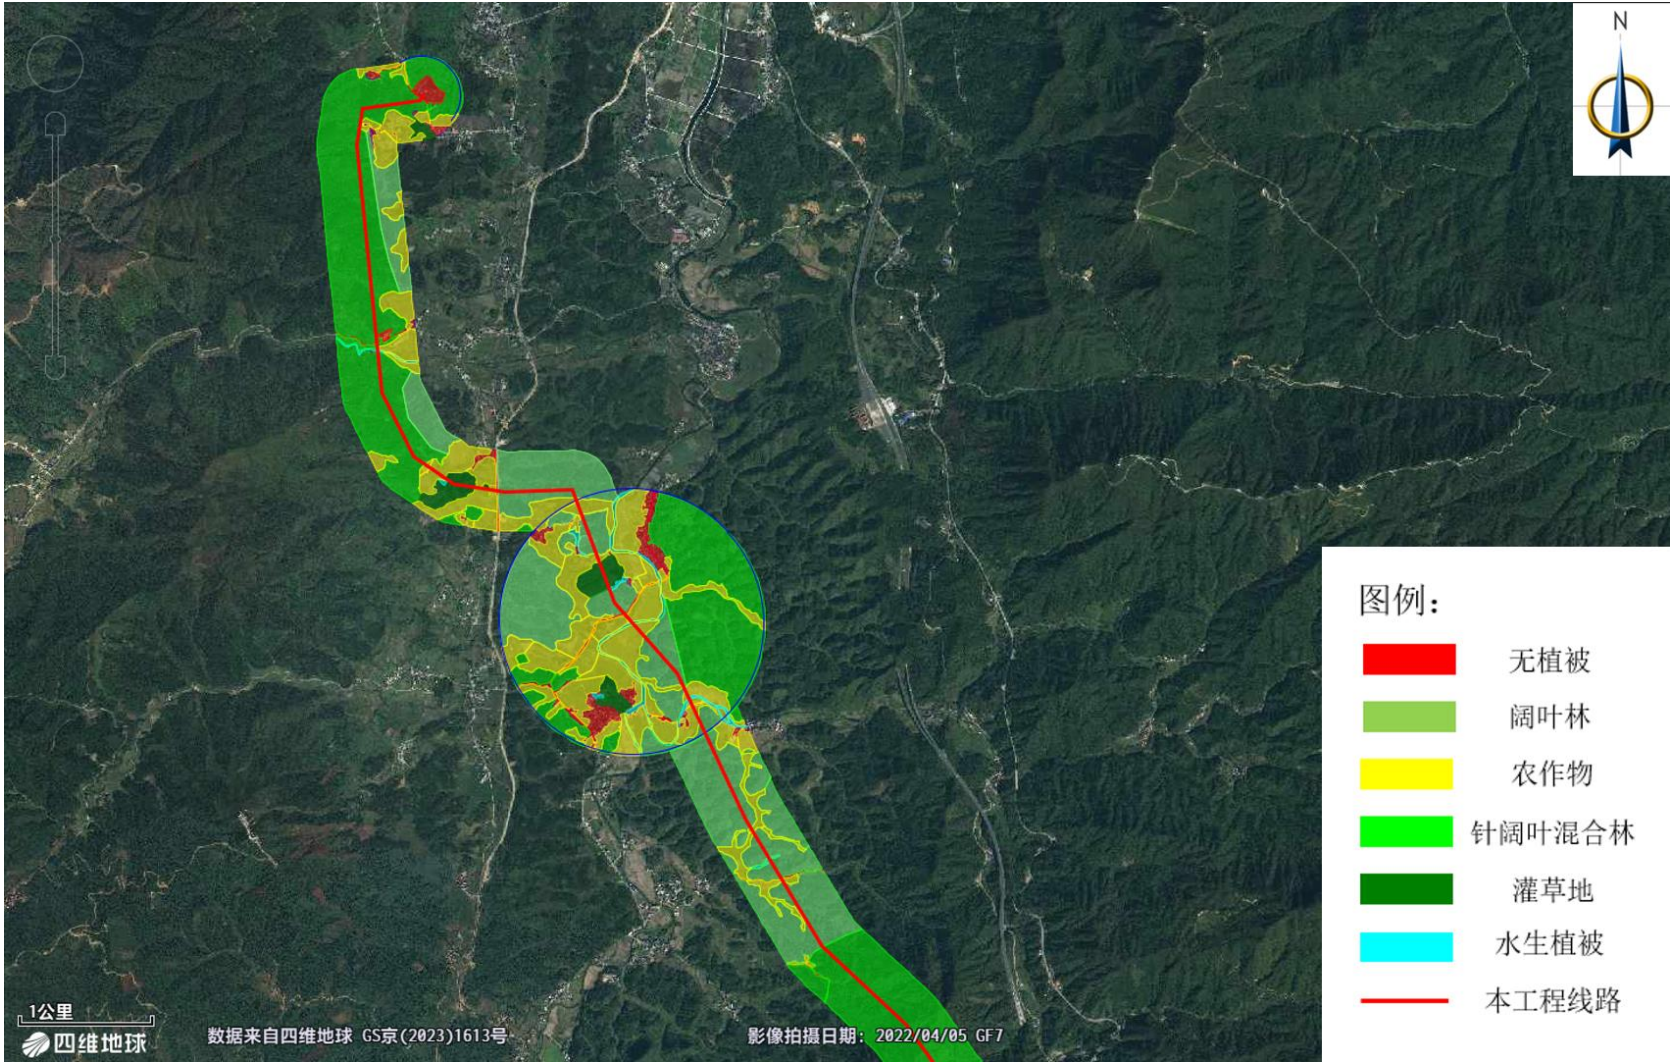 N
图例：
无植被
阔叶林
农作物
针阔叶混合林
灌草地
水生植被
本工程线路
1公里
四维地球
数据来自四维地球 GS京(2023)1613号
影像拍摄日期: 2022/04/05 GF7